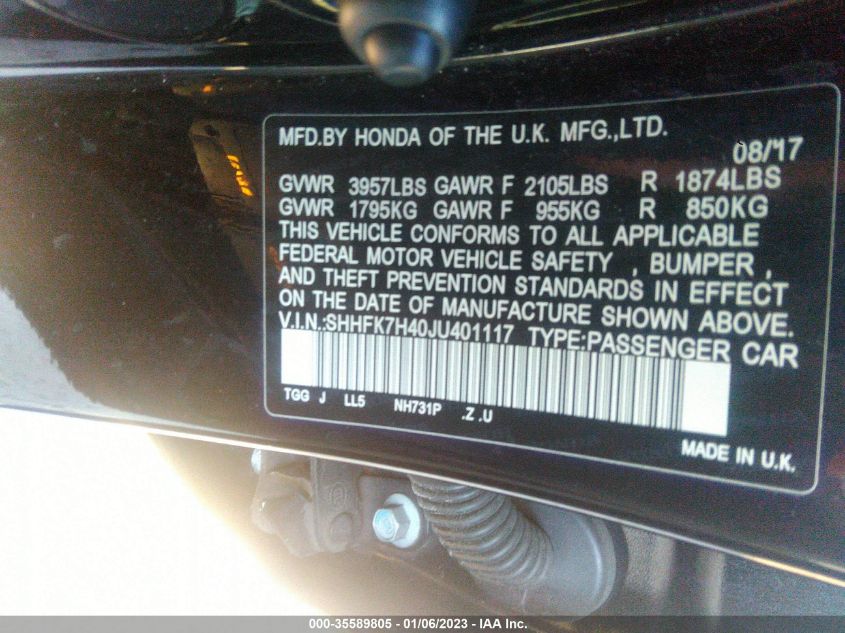 MFD.BY HONDA OF THE U.K. MFG.,LTD.
08/17
GVWR 3957LBS GAWR F 2105LBS R 1874LBS
GVWR 1795KG GAWR F 955KG R 850KG
THIS VEHICLE CONFORMS TO ALL APPLICABLE
FEDERAL MOTOR VEHICLE SAFETY , BUMPER ,
AND THEFT PREVENTION STANDARDS IN EFFECT
ON THE DATE OF MANUFACTURE SHOWN ABOVE.
V.I.N.:SHHFK7H40JU401117 TYPE:PASSENGER CAR
TGG J LL5 NH731P .Z .U
MADE IN U.K.
000-35589805 - 01/06/2023 - IAA Inc.